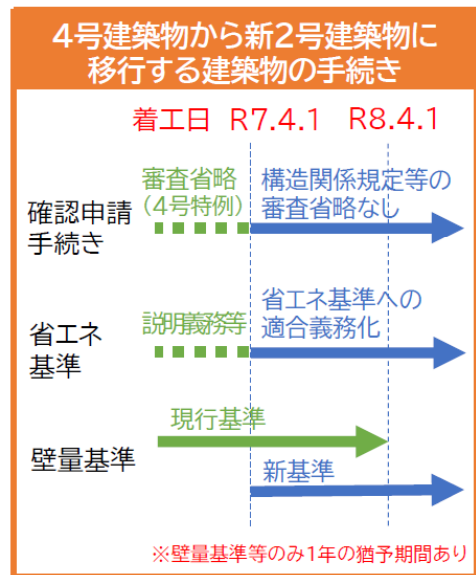 4号建築物から新2号建築物に
移行する建築物の手続き
着工日 R7.4.1 R8.4.1
確認申請
手続き
審査省略
(4号特例)
構造関係規定等の
審査省略なし
省エネ
基準
説明義務等
省エネ基準への
適合義務化
壁量基準
現行基準
新基準
※壁量基準等のみ1年の猶予期間あり